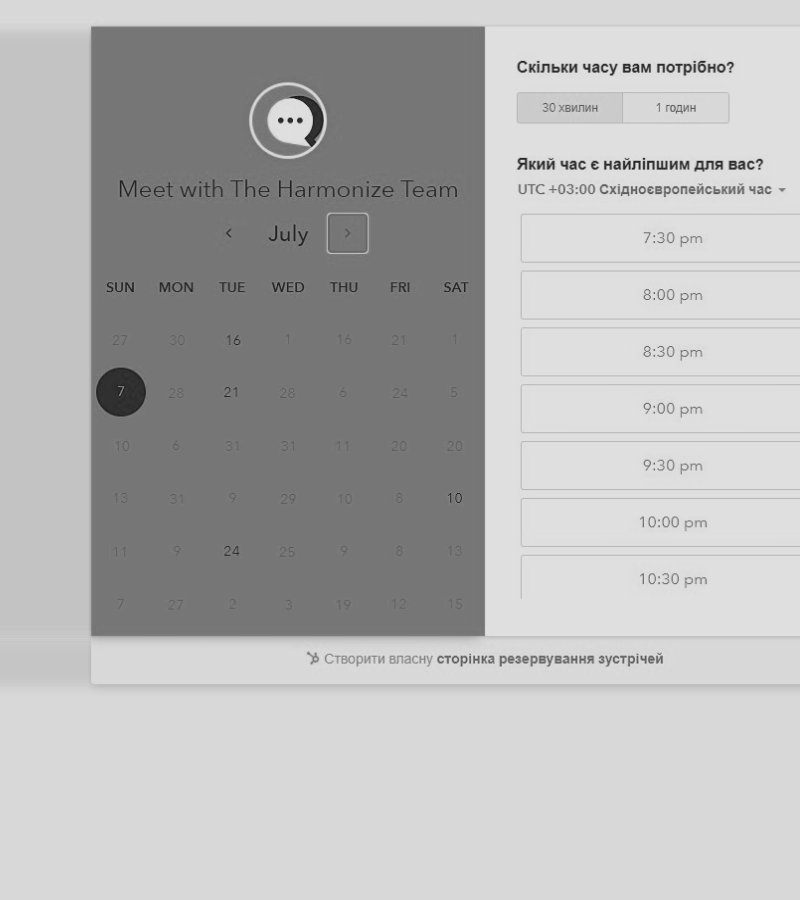 Meet with The Harmonize Team
July
SUN MON TUE WED THU FRI SAT
27 30 16 1 16 21 1
7 28 21 28 6 24 5
10 6 31 31 11 20 20
13 31 9 29 10 8 10
11 9 24 25 9 8 13
7 27 2 3 19 12 15
Скільки часу вам потрібно?
30 хвилин 1 годин
Який час є найліпшим для вас?
UTC +03:00 Східноєвропейський час
7:30 pm
8:00 pm
8:30 pm
9:00 pm
9:30 pm
10:00 pm
10:30 pm
Створити власну сторінка резервування зустрічей